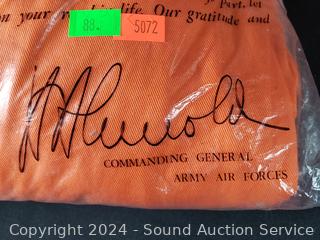 part, let
on your
life. Our gratitude and
88.
5072
H H Arnold
COMMANDING GENERAL
ARMY AIR FORCES
Copyright 2024 - Sound Auction Service